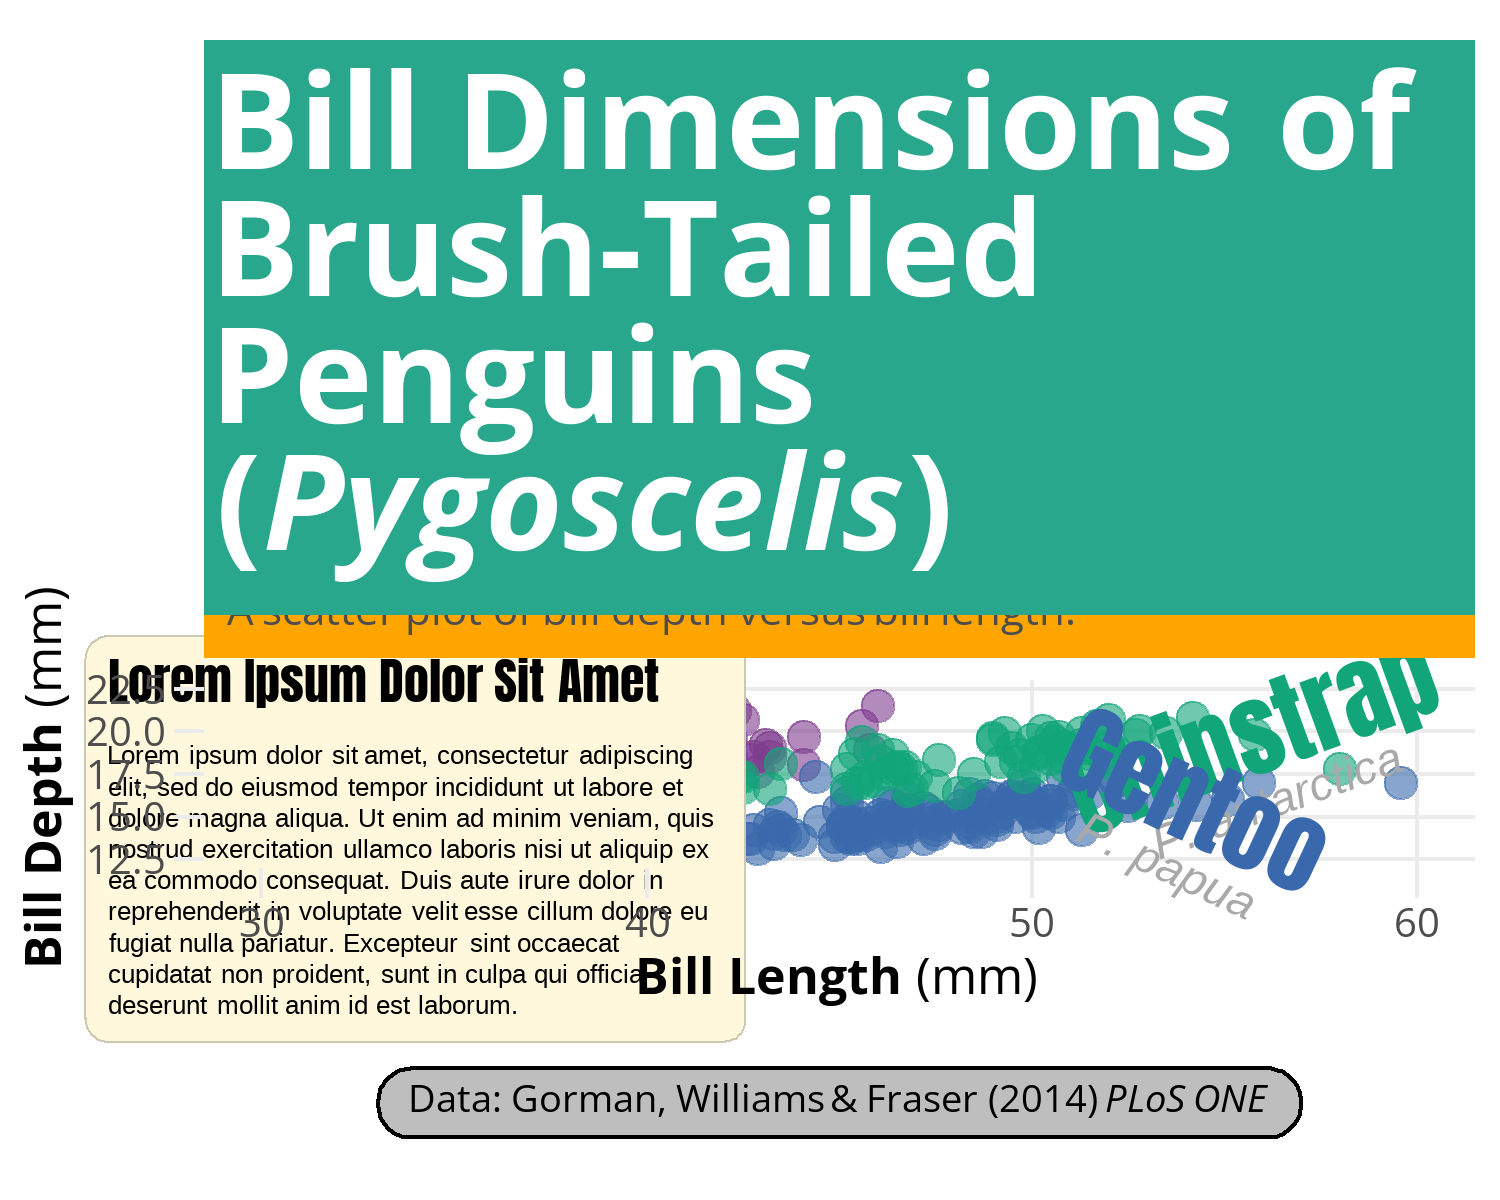 Bill Dimensions of
Brush-Tailed
Penguins
(Pygoscelis)
A scatter plot of bill depth versus bill length.
Lorem Ipsum Dolor Sit Amet
Lorem ipsum dolor sit amet, consectetur adipiscing
elit, sed do eiusmod tempor incididunt ut labore et
dolore magna aliqua. Ut enim ad minim veniam, quis
nostrud exercitation ullamco laboris nisi ut aliquip ex
ea commodo consequat. Duis aute irure dolor in
reprehenderit in voluptate velit esse cillum dolore eu
fugiat nulla pariatur. Excepteur sint occaecat
cupidatat non proident, sunt in culpa qui officia
deserunt mollit anim id est laborum.
Bill Depth (mm)
22.5
20.0
17.5
15.0
12.5
Gentoo
P. papua
30
40
50
60
Bill Length (mm)
Data: Gorman, Williams & Fraser (2014) PLoS ONE